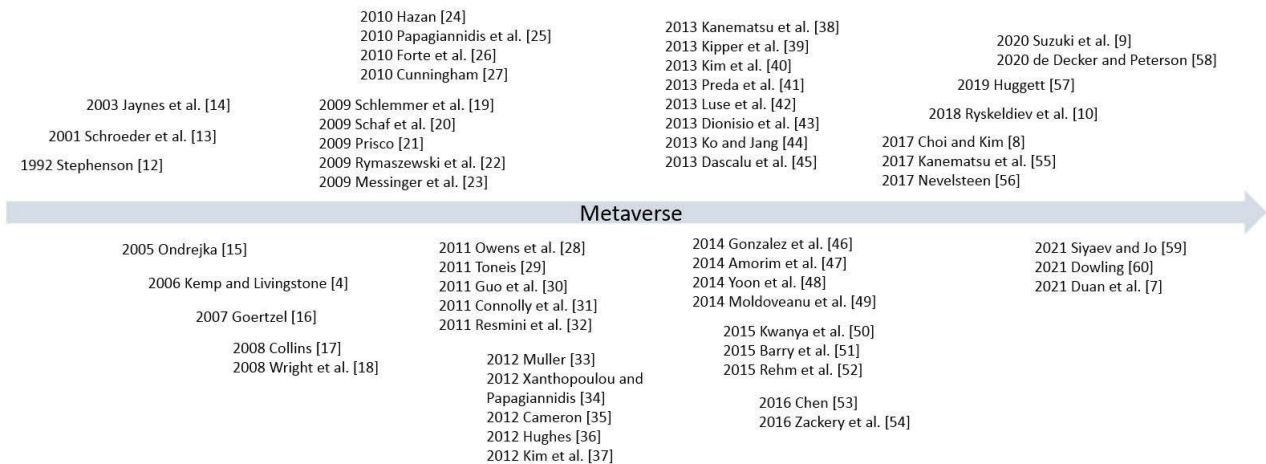 2010 Hazan [24]
2010 Papagiannidis et al. [25]
2010 Forte et al. [26]
2010 Cunningham [27]
2013 Kanematsu et al. [38]
2013 Kipper et al. [39]
2013 Kim et al. [40]
2013 Preda et al. [41]
2013 Luse et al. [42]
2013 Dionisio et al. [43]
2013 Ko and Jang [44]
2013 Dascalu et al. [45]
2020 Suzuki et al. [9]
2020 de Decker and Peterson [58]
2019 Huggett [57]
2018 Ryskeldiev et al. [10]
2017 Choi and Kim [8]
2017 Kanematsu et al. [55]
2017 Nevelsteen [56]
2003 Jaynes et al. [14]
2001 Schroeder et al. [13]
1992 Stephenson [12]
2009 Schlemmer et al. [19]
2009 Schaf et al. [20]
2009 Prisco [21]
2009 Rymaszewski et al. [22]
2009 Messinger et al. [23]
Metaverse
2005 Ondrejka [15]
2006 Kemp and Livingstone [4]
2007 Goertzel [16]
2008 Collins [17]
2008 Wright et al. [18]
2011 Owens et al. [28]
2011 Toneis [29]
2011 Guo et al. [30]
2011 Connolly et al. [31]
2011 Resmini et al. [32]
2012 Muller [33]
2012 Xanthopoulou and
Papagiannidis [34]
2012 Cameron [35]
2012 Hughes [36]
2012 Kim et al. [37]
2014 Gonzalez et al. [46]
2014 Amorim et al. [47]
2014 Yoon et al. [48]
2014 Moldoveanu et al. [49]
2015 Kwanya et al. [50]
2015 Barry et al. [51]
2015 Rehm et al. [52]
2016 Chen [53]
2016 Zackery et al. [54]
2021 Siyaev and Jo [59]
2021 Dowling [60]
2021 Duan et al. [7]